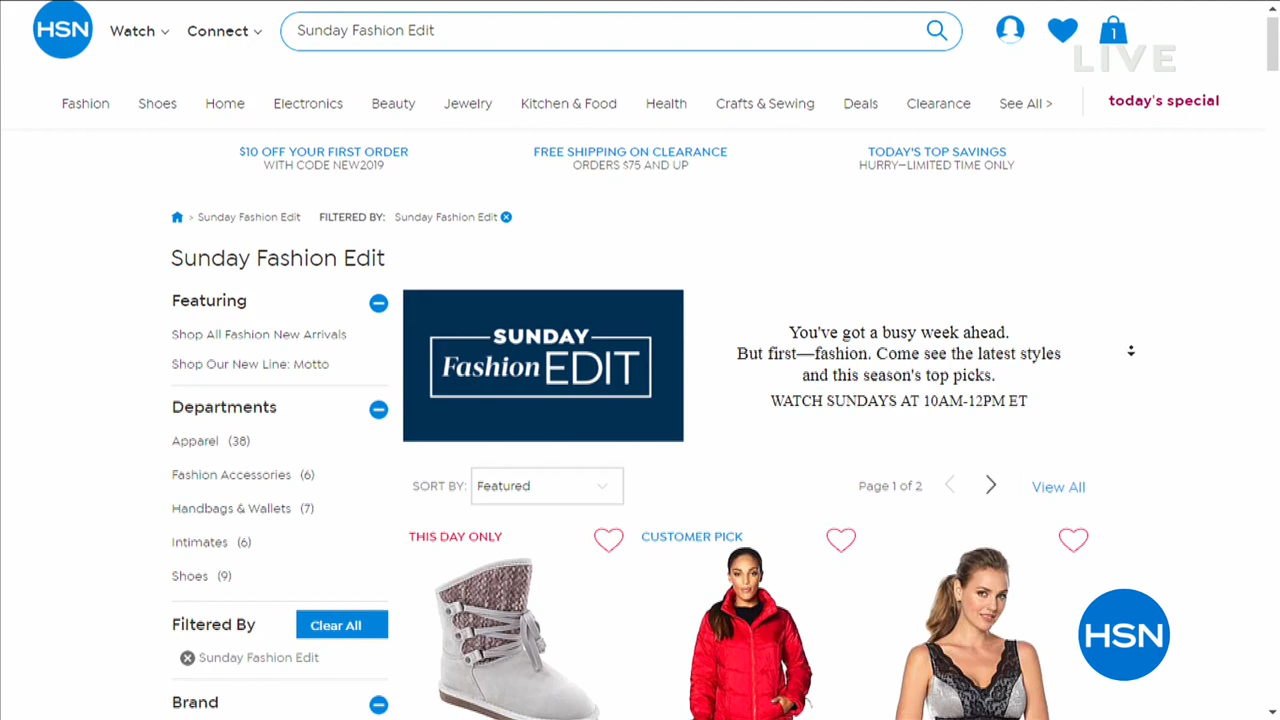 HSN
Watch
Connect
Sunday Fashion Edit
1
LIVE
Fashion
Shoes
Home
Electronics
Beauty
Jewelry
Kitchen & Food
Health
Crafts & Sewing
Deals
Clearance
See All >
today's special
$10 OFF YOUR FIRST ORDER
WITH CODE NEW2019
FREE SHIPPING ON CLEARANCE
ORDERS $75 AND UP
TODAY'S TOP SAVINGS
HURRY—LIMITED TIME ONLY
> Sunday Fashion Edit FILTERED BY: Sunday Fashion Edit
Sunday Fashion Edit
Featuring
Shop All Fashion New Arrivals
Shop Our New Line: Motto
Departments
Apparel (38)
Fashion Accessories (6)
Handbags & Wallets (7)
Intimates (6)
Shoes (9)
Filtered By
Clear All
Sunday Fashion Edit
Brand
SUNDAY
Fashion EDIT
You've got a busy week ahead.
But first—fashion. Come see the latest styles
and this season's top picks.
WATCH SUNDAYS AT 10AM-12PM ET
SORT BY: Featured
Page 1 of 2
View All
THIS DAY ONLY
CUSTOMER PICK
HSN